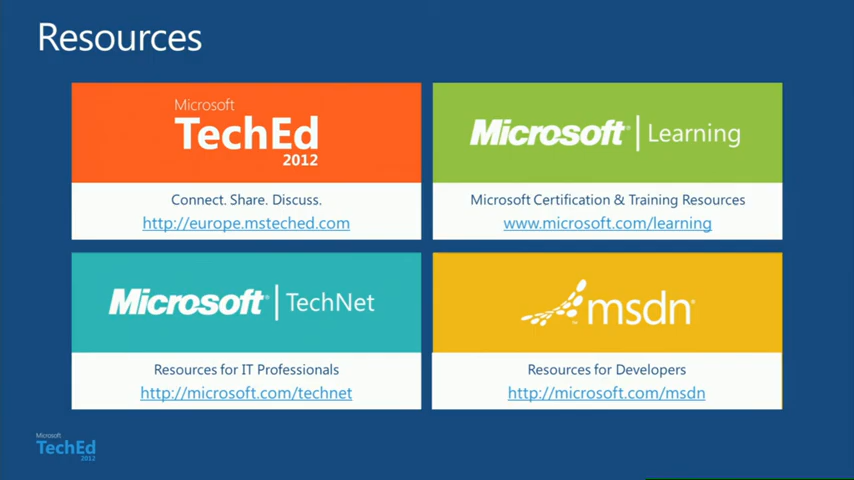 Resources
Microsoft
TechEd
2012
Connect. Share. Discuss.
http://europe.msteched.com
Microsoft® | Learning
Microsoft Certification & Training Resources
www.microsoft.com/learning
Microsoft® | TechNet
Resources for IT Professionals
http://microsoft.com/technet
msdn®
Resources for Developers
http://microsoft.com/msdn
Microsoft
TechEd
2012